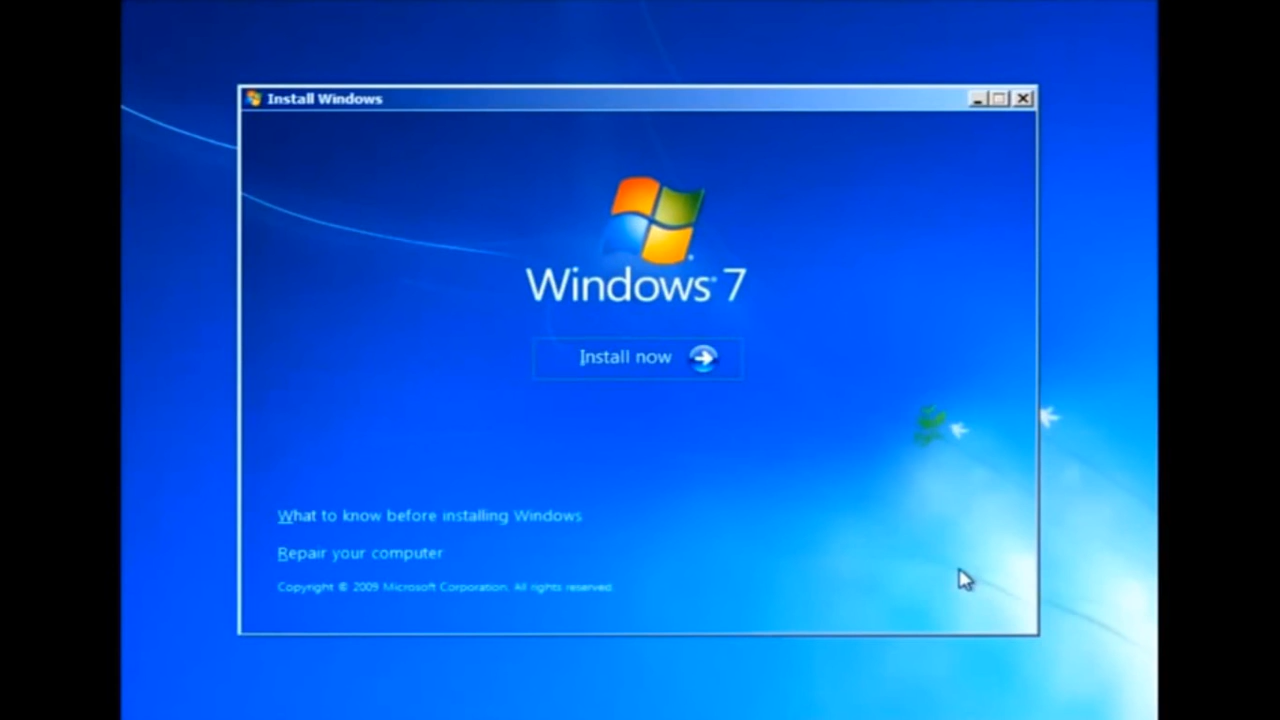 Install Windows
Windows® 7
Install now
What to know before installing Windows
Repair your computer
Copyright © 2009 Microsoft Corporation. All rights reserved.